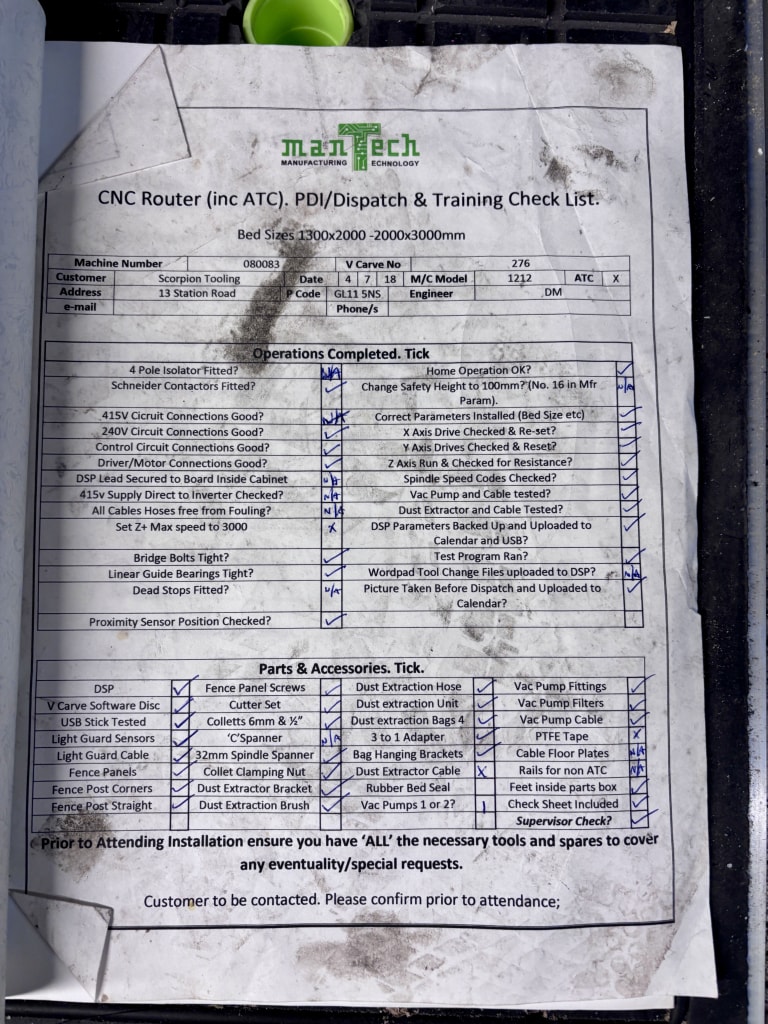 manTech
MANUFACTURING TECHNOLOGY
CNC Router (inc ATC). PDI/Dispatch & Training Check List.
Bed Sizes 1300x2000 -2000x3000mm
Machine Number 080083 V Carve No 276
Customer Scorpion Tooling Date 4 7 18 M/C Model 1212 ATC X
Address 13 Station Road P Code GL11 5NS Engineer DM
e-mail Phone/s
Operations Completed. Tick
4 Pole Isolator Fitted? N/A Home Operation OK? ✓
Schneider Contactors Fitted? ✓ Change Safety Height to 100mm? (No. 16 in Mfr N/A
Param).
415V Cicruit Connections Good? N/A Correct Parameters Installed (Bed Size etc) ✓
240V Circuit Connections Good? ✓ X Axis Drive Checked & Re-set? ✓
Control Circuit Connections Good? ✓ Y Axis Drives Checked & Reset? ✓
Driver/Motor Connections Good? ✓ Z Axis Run & Checked for Resistance? ✓
DSP Lead Secured to Board Inside Cabinet N/A Spindle Speed Codes Checked? ✓
415v Supply Direct to Inverter Checked? N/A Vac Pump and Cable tested? ✓
All Cables Hoses free from Fouling? N/A Dust Extractor and Cable Tested? ✓
Set Z+ Max speed to 3000 X DSP Parameters Backed Up and Uploaded to ✓
Calendar and USB?
Bridge Bolts Tight? ✓ Test Program Ran? ✓
Linear Guide Bearings Tight? ✓ Wordpad Tool Change Files uploaded to DSP? N/A
Dead Stops Fitted? N/A Picture Taken Before Dispatch and Uploaded to ✓
Calendar?
Proximity Sensor Position Checked? ✓
Parts & Accessories. Tick.
DSP ✓ Fence Panel Screws ✓ Dust Extraction Hose ✓ Vac Pump Fittings ✓
V Carve Software Disc ✓ Cutter Set ✓ Dust extraction Unit ✓ Vac Pump Filters ✓
USB Stick Tested ✓ Colletts 6mm & ½” ✓ Dust extraction Bags 4 ✓ Vac Pump Cable ✓
Light Guard Sensors ✓ ‘C’Spanner N/A 3 to 1 Adapter ✓ PTFE Tape X
Light Guard Cable ✓ 32mm Spindle Spanner ✓ Bag Hanging Brackets ✓ Cable Floor Plates N/A
Fence Panels ✓ Collet Clamping Nut ✓ Dust Extractor Cable X Rails for non ATC N/A
Fence Post Corners ✓ Dust Extractor Bracket ✓ Rubber Bed Seal Feet inside parts box ✓
Fence Post Straight ✓ Dust Extraction Brush ✓ Vac Pumps 1 or 2? 1 Check Sheet Included ✓
Supervisor Check? ✓
Prior to Attending Installation ensure you have ‘ALL’ the necessary tools and spares to cover
any eventuality/special requests.
Customer to be contacted. Please confirm prior to attendance;